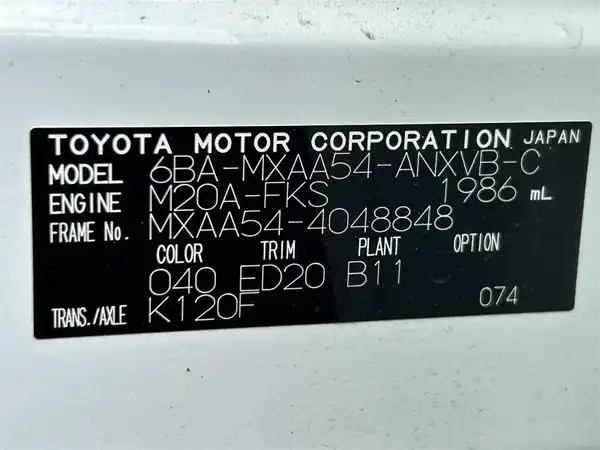 TOYOTA MOTOR CORPORATION JAPAN
MODEL 6BA-MXAA54-ANXVB-C
ENGINE M20A-FKS 1986 mL
FRAME No. MXAA54-4048848
COLOR TRIM PLANT OPTION
040 ED20 B11
TRANS./AXLE K120F 074